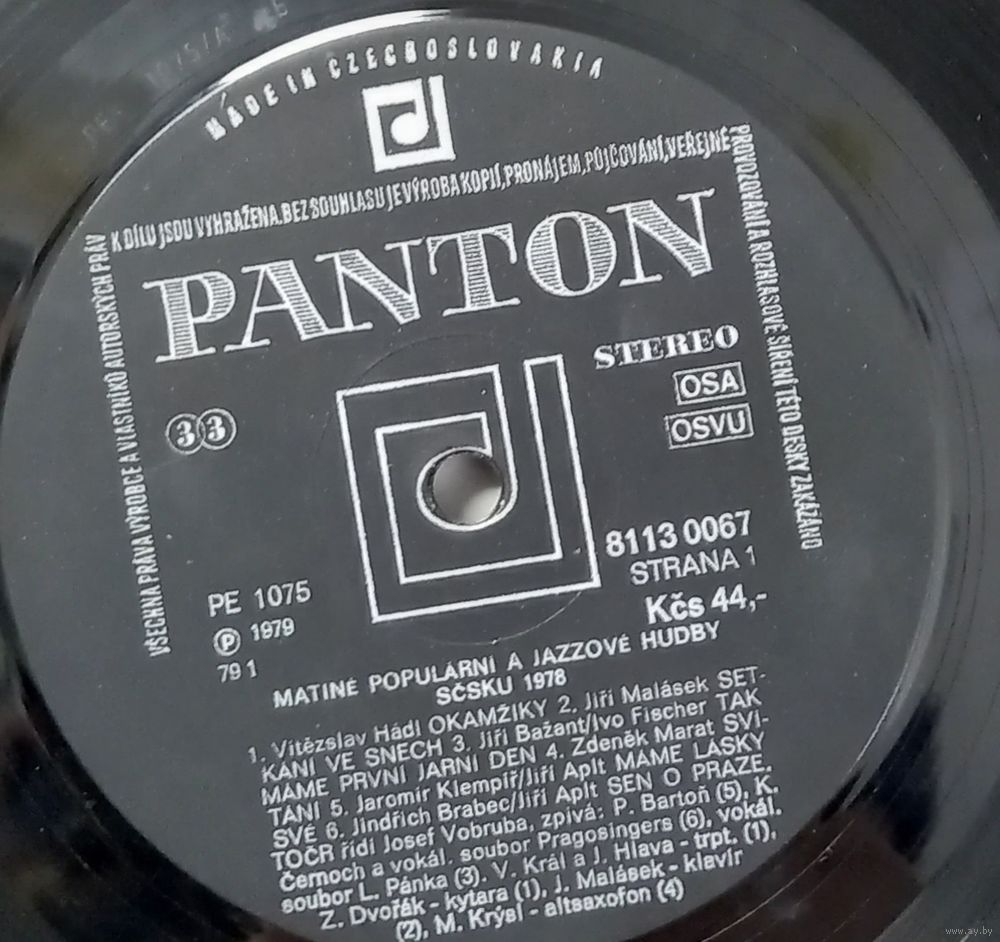 MADE IN CZECHOSLOVAKIA
VŠECHNA PRÁVA VÝROBCE A VLASTNÍKŮ AUTORSKÝCH PRÁV
K DÍLU JSOU VYHRAŽENA. BEZ SOUHLASU JE VÝROBA KOPIÍ, PRONÁJEM, PŮJČOVÁNÍ, VEŘEJNÉ
PROVOZOVÁNÍ A ROZHLASOVÉ ŠÍŘENÍ TÉTO DESKY ZAKÁZÁNO
PANTON
STEREO
OSA
OSVU
33
8113 0067
STRANA 1
Kčs 44,-
PE 1075
Ⓟ 1979
79 1
MATINÉ POPULÁRNÍ A JAZZOVÉ HUDBY
SČSKU 1978
1. Vítězslav Hádl OKAMŽIKY 2. Jiří Malásek SET-
KÁNÍ VE SNECH 3. Jiří Bažant/Ivo Fischer TAK
MÁME PRVNÍ JARNÍ DEN 4. Zdeněk Marat SVÍ-
TÁNÍ 5. Jaromír Klempíř/Jiří Aplt MÁME LÁSKY
SVÉ 6. Jindřich Brabec/Jiří Aplt SEN O PRAZE.
TOČR řídí Josef Vobruba, zpívá: P. Bartoň (5), K.
Černoch a vokál. soubor Pragosingers (6), vokál.
soubor L. Pánka (3). V. Král a J. Hlava - trpt. (1),
Z. Dvořák - kytara (1), J. Malásek - klavír
(2), M. Krýsl - altsaxofon (4)
www.ay.by